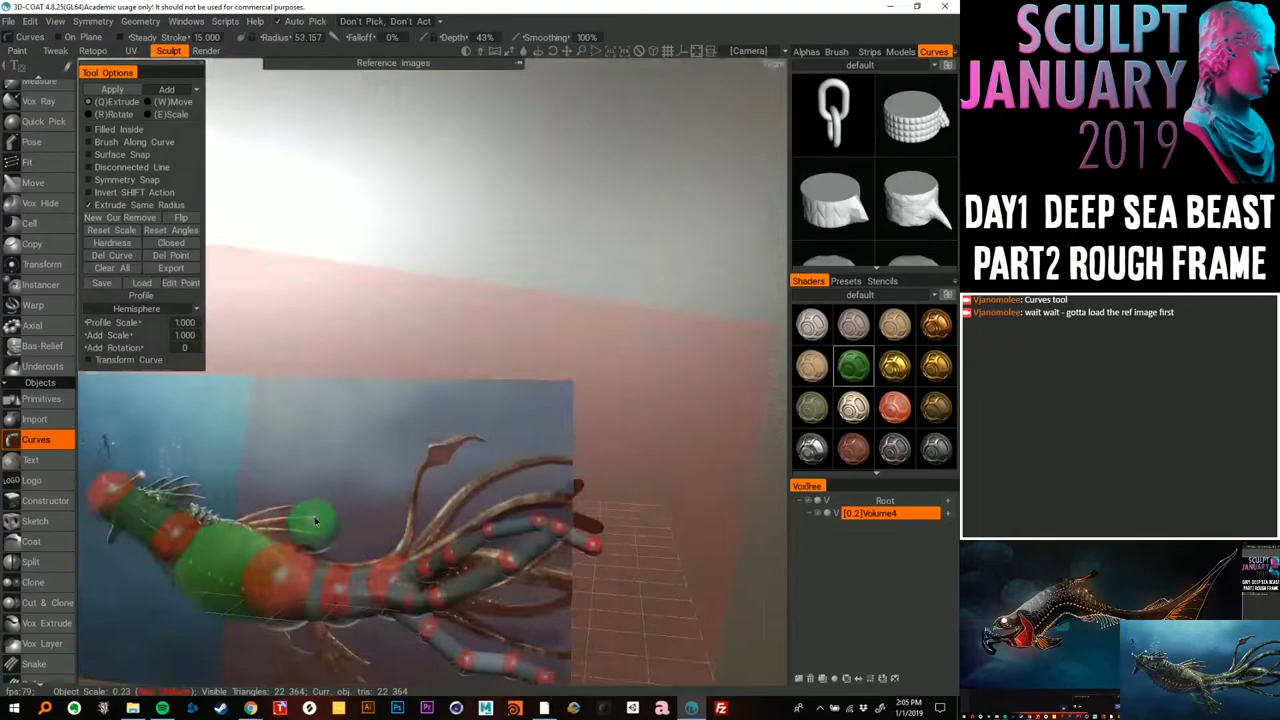 3D-COAT 4.8.25(GL64)Academic usage only! It should not be used for commercial purposes.
File Edit View Symmetry Geometry Windows Scripts Help Auto Pick Don't Pick, Don't Act
Curves On Plane Steady Stroke 15.000 Radius 53.157 Falloff 0% Depth 43% Smoothing 100%
Paint Tweak Retopo UV Sculpt Render [Camera]
Alphas Brush Strips Models Curves
default
Reference images
Right
Measure
Vox Ray
Quick Pick
Pose
Fit
Move
Vox Hide
Cell
Copy
Transform
Instancer
Warp
Axial
Bas-Relief
Undercuts
Objects
Primitives
Import
Curves
Text
LOGO Logo
Constructor
Sketch
Coat
Split
Clone
Cut & Clone
Vox Extrude
Vox Layer
Snake
Tool Options
Apply Add
(Q)Extrude (W)Move
(R)Rotate (E)Scale
Filled Inside
Brush Along Curve
Surface Snap
Disconnected Line
Symmetry Snap
Invert SHIFT Action
Extrude Same Radius
New Cur Remove Flip
Reset Scale Reset Angles
Hardness Closed
Del Curve Del Point
Clear All Export
Save Load Edit Point
Profile
Hemisphere
Profile Scale 1.000
Add Scale 1.000
Add Rotation 0
Transform Curve
Shaders Presets Stencils
default
VoxTree
Root
V [0.2]Volume4
fps:79; Object Scale: 0.23 Visible Triangles: 22 364; Curr. obj. tris: 22 364
SCULPT
JANUARY
2019
DAY1 DEEP SEA BEAST
PART2 ROUGH FRAME
Vjanomolee: Curves tool
Vjanomolee: wait wait - gotta load the ref image first
SCULPT
JANUARY
2:05 PM
1/1/2019